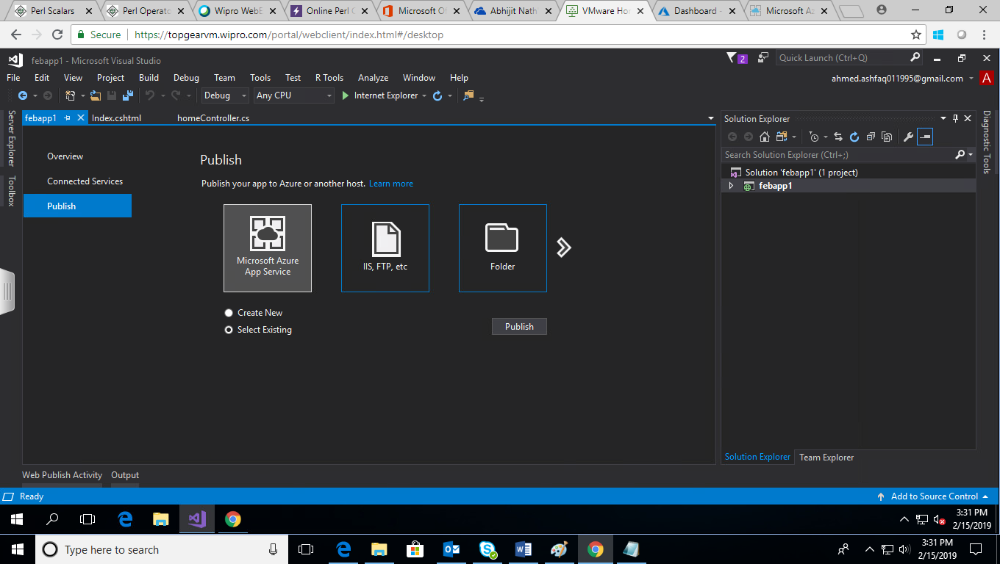 Perl Scalars
Perl Operato
Wipro WebE
Online Perl C
Microsoft Of
Abhijit Nath
VMware Hor
Dashboard -
Microsoft Az
Secure
https://topgearvm.wipro.com/portal/webclient/index.html#/desktop
febapp1 - Microsoft Visual Studio
2
Quick Launch (Ctrl+Q)
File Edit View Project Build Debug Team Tools Test R Tools Analyze Window Help
ahmed.ashfaq011995@gmail.com
A
Debug
Any CPU
Internet Explorer
Server Explorer
Toolbox
febapp1
Index.cshtml
homeController.cs
Overview
Connected Services
Publish
Publish
Publish your app to Azure or another host. Learn more
Microsoft Azure
App Service
IIS, FTP, etc
Folder
Create New
Select Existing
Publish
Solution Explorer
Search Solution Explorer (Ctrl+;)
Solution 'febapp1' (1 project)
febapp1
Solution Explorer
Team Explorer
Diagnostic Tools
Web Publish Activity
Output
Ready
Add to Source Control
3:31 PM
2/15/2019
Type here to search
3:31 PM
2/15/2019